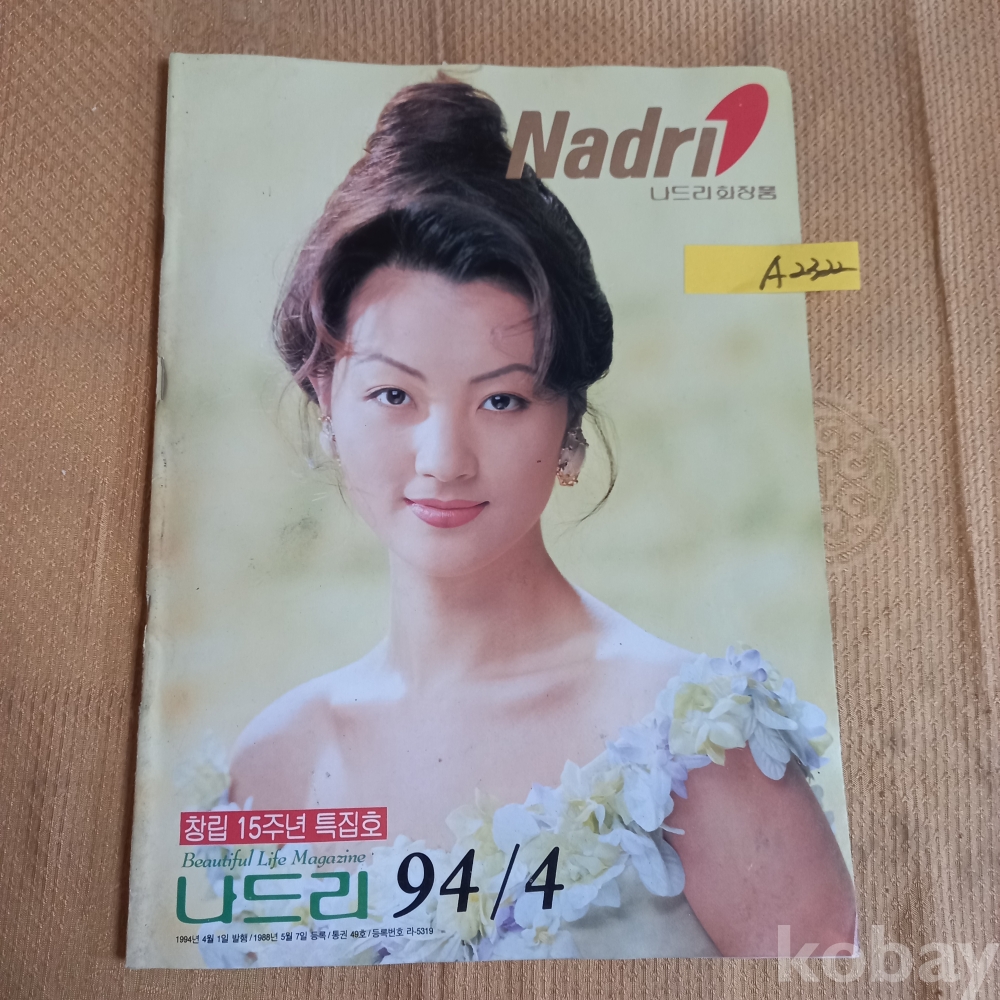 Nadri
나드리화장품
A2322
창립 15주년 특집호
Beautiful Life Magazine
나드리 94/4
1994년 4월 1일 발행/1988년 5월 7일 등록/통권 49호/등록번호 라-5319
kobay